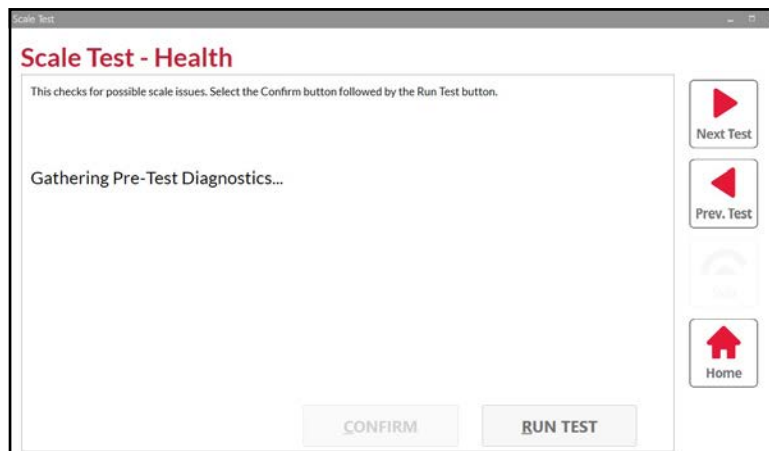 Scale Test
Scale Test - Health
This checks for possible scale issues. Select the Confirm button followed by the Run Test button.
Next Test
Gathering Pre-Test Diagnostics...
Prev. Test
Home
CONFIRM
RUN TEST